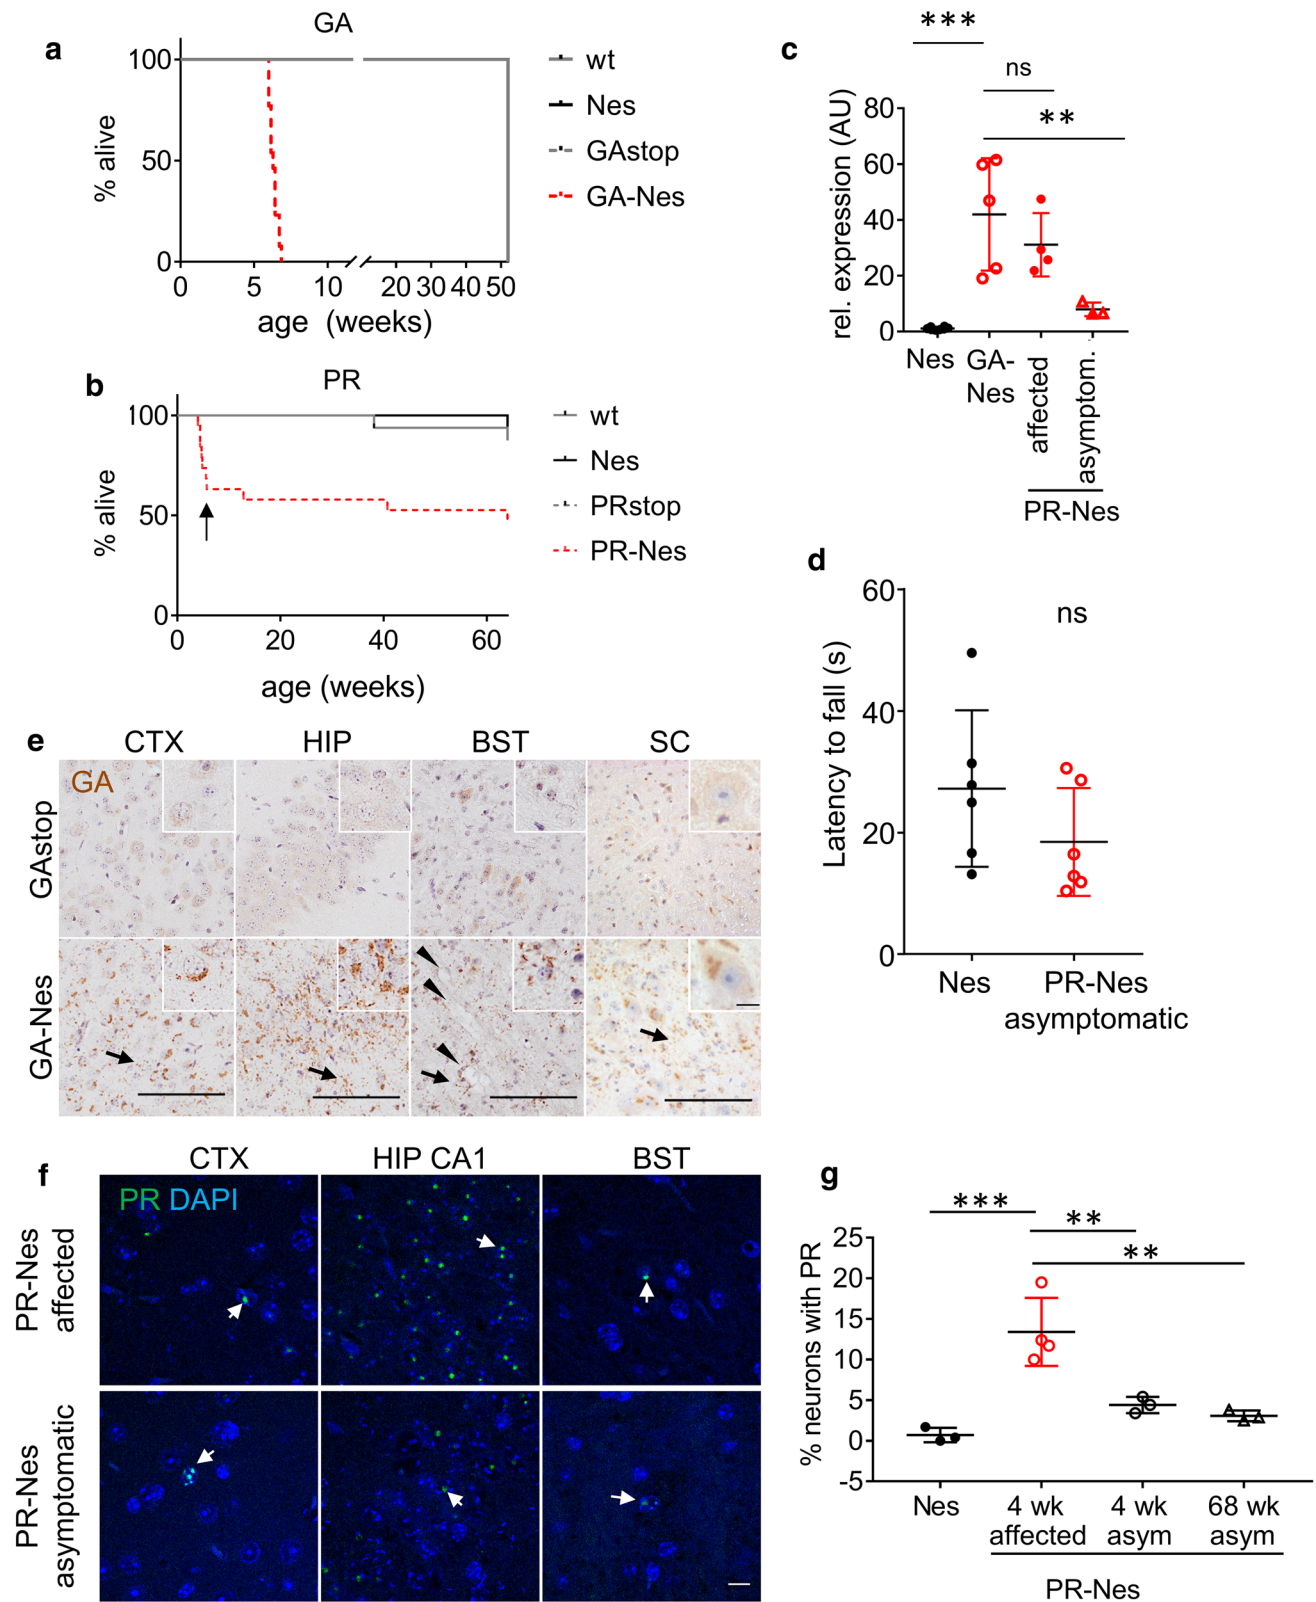 a
GA
% alive
100
50
0
0 5 10 20 30 40 50
age (weeks)
wt
Nes
GAstop
GA-Nes
b
PR
% alive
100
50
0
0 20 40 60
age (weeks)
wt
Nes
PRstop
PR-Nes
c
***
ns
**
rel. expression (AU)
80
60
40
20
0
Nes
GA-
Nes
affected
asymptom.
PR-Nes
d
ns
Latency to fall (s)
60
40
20
0
Nes
PR-Nes
asymptomatic
e
CTX HIP BST SC
GA
GAstop
GA-Nes
f
CTX HIP CA1 BST
PR DAPI
PR-Nes
affected
PR-Nes
asymptomatic
g
***
**
**
% neurons with PR
25
20
15
10
5
0
-5
Nes
4 wk
affected
4 wk
asym
68 wk
asym
PR-Nes